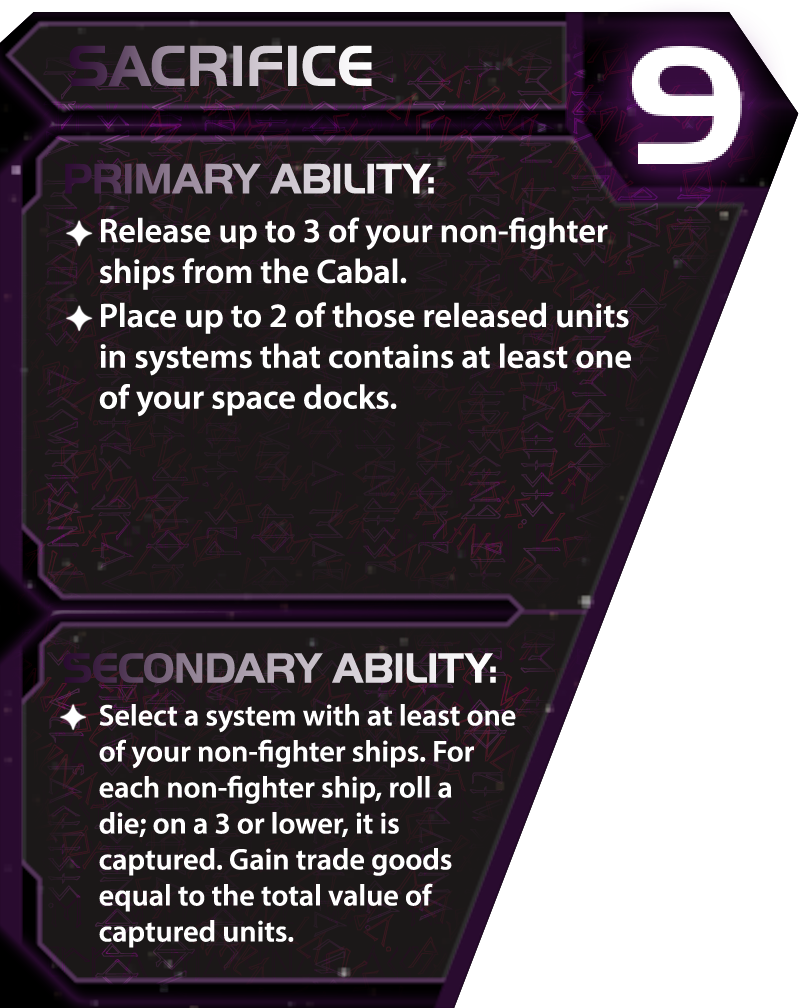 SACRIFICE
9
PRIMARY ABILITY:
Release up to 3 of your non-fighter
ships from the Cabal.
Place up to 2 of those released units
in systems that contains at least one
of your space docks.
SECONDARY ABILITY:
Select a system with at least one
of your non-fighter ships. For
each non-fighter ship, roll a
die; on a 3 or lower, it is
captured. Gain trade goods
equal to the total value of
captured units.